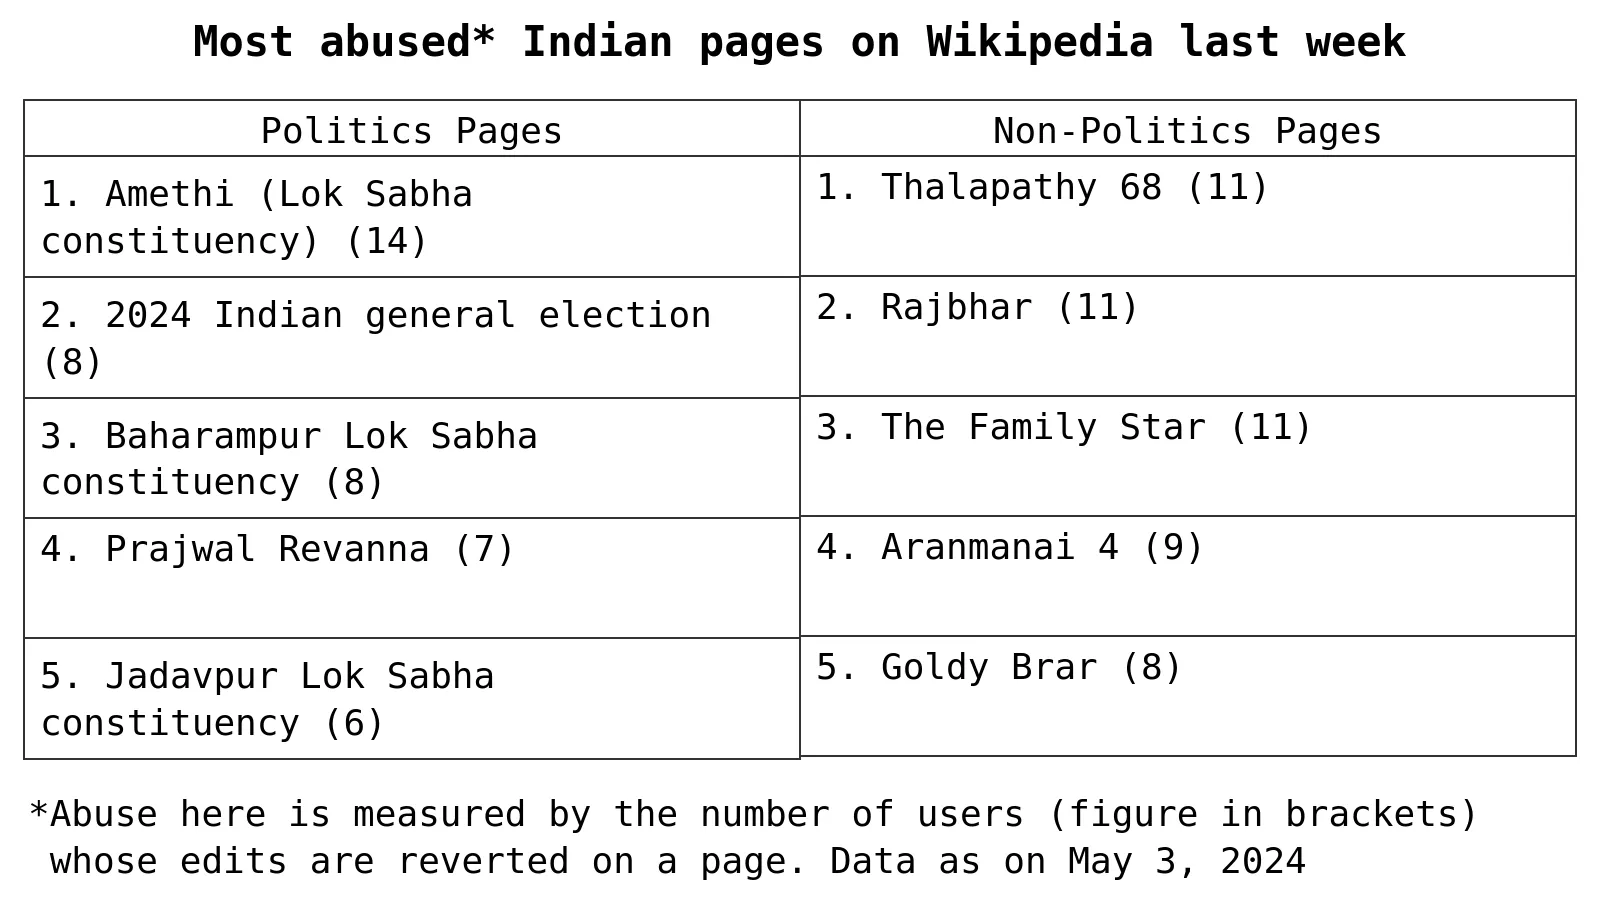 Most abused* Indian pages on Wikipedia last week
Politics Pages
Non-Politics Pages
1. Amethi (Lok Sabha
constituency) (14)
1. Thalapathy 68 (11)
2. 2024 Indian general election
(8)
2. Rajbhar (11)
3. Baharampur Lok Sabha
constituency (8)
3. The Family Star (11)
4. Prajwal Revanna (7)
4. Aranmanai 4 (9)
5. Jadavpur Lok Sabha
constituency (6)
5. Goldy Brar (8)
*Abuse here is measured by the number of users (figure in brackets)
whose edits are reverted on a page. Data as on May 3, 2024